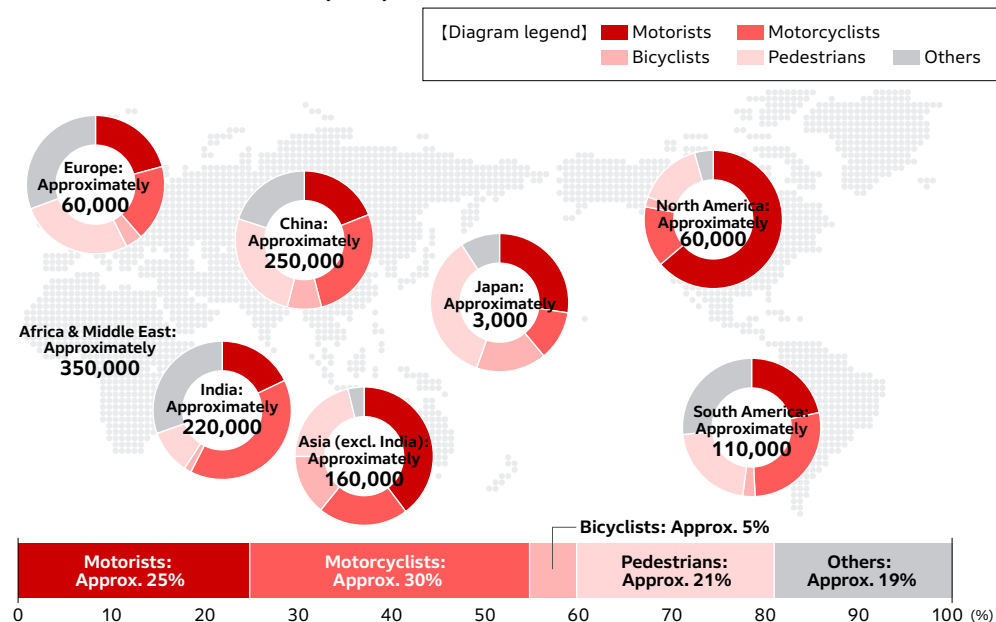 【Diagram legend】 Motorists Motorcyclists
Bicyclists Pedestrians Others
Europe:
Approximately
60,000
China:
Approximately
250,000
Japan:
Approximately
3,000
North America:
Approximately
60,000
Africa & Middle East:
Approximately
350,000
India:
Approximately
220,000
Asia (excl. India):
Approximately
160,000
South America:
Approximately
110,000
Bicyclists: Approx. 5%
Motorists:
Approx. 25%
Motorcyclists:
Approx. 30%
Pedestrians:
Approx. 21%
Others:
Approx. 19%
0 10 20 30 40 50 60 70 80 90 100 (%)